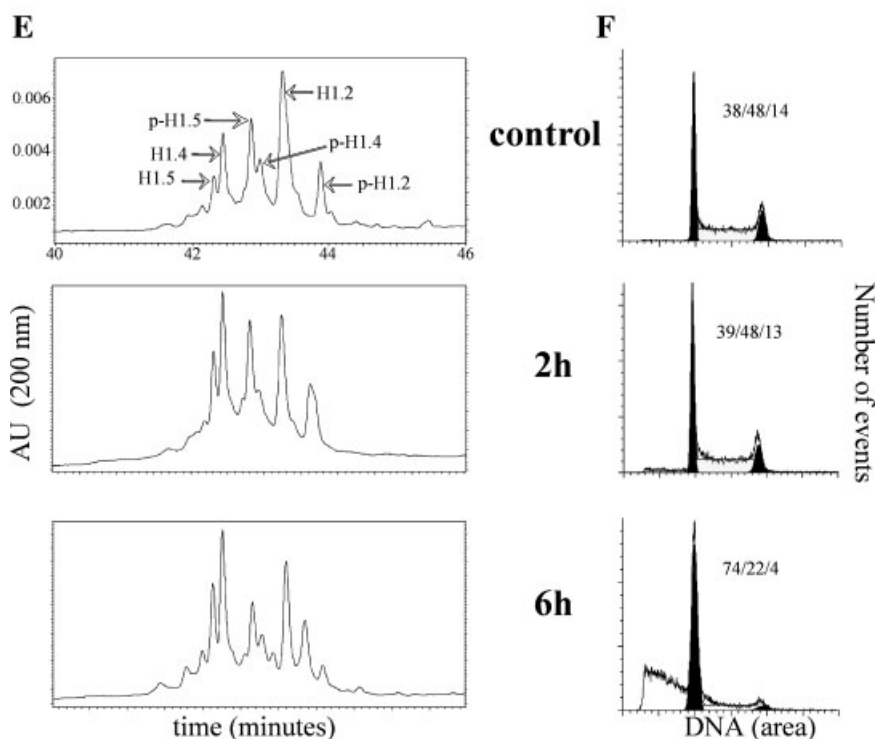 E
F
0.006
0.004
0.002
H1.2
p-H1.5
p-H1.4
H1.4
H1.5
p-H1.2
40
42
44
46
control
38/48/14
AU (200 nm)
2h
39/48/13
Number of events
6h
74/22/4
time (minutes)
DNA (area)